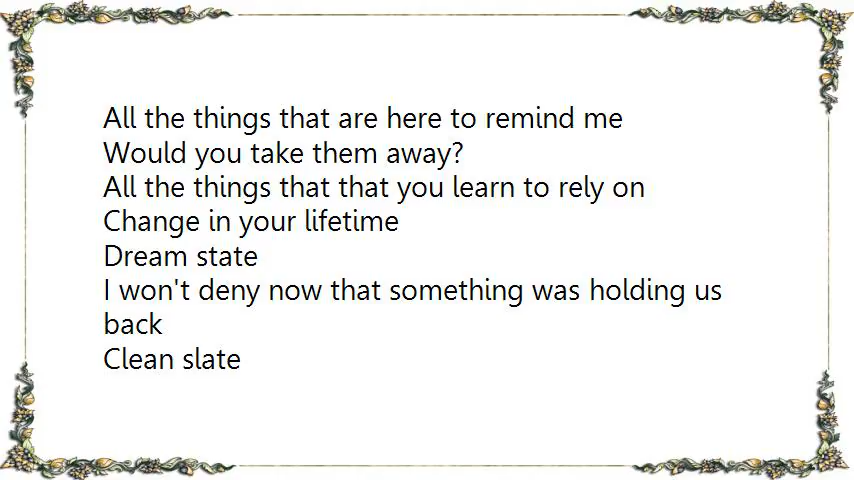 All the things that are here to remind me
Would you take them away?
All the things that that you learn to rely on
Change in your lifetime
Dream state
I won't deny now that something was holding us
back
Clean slate